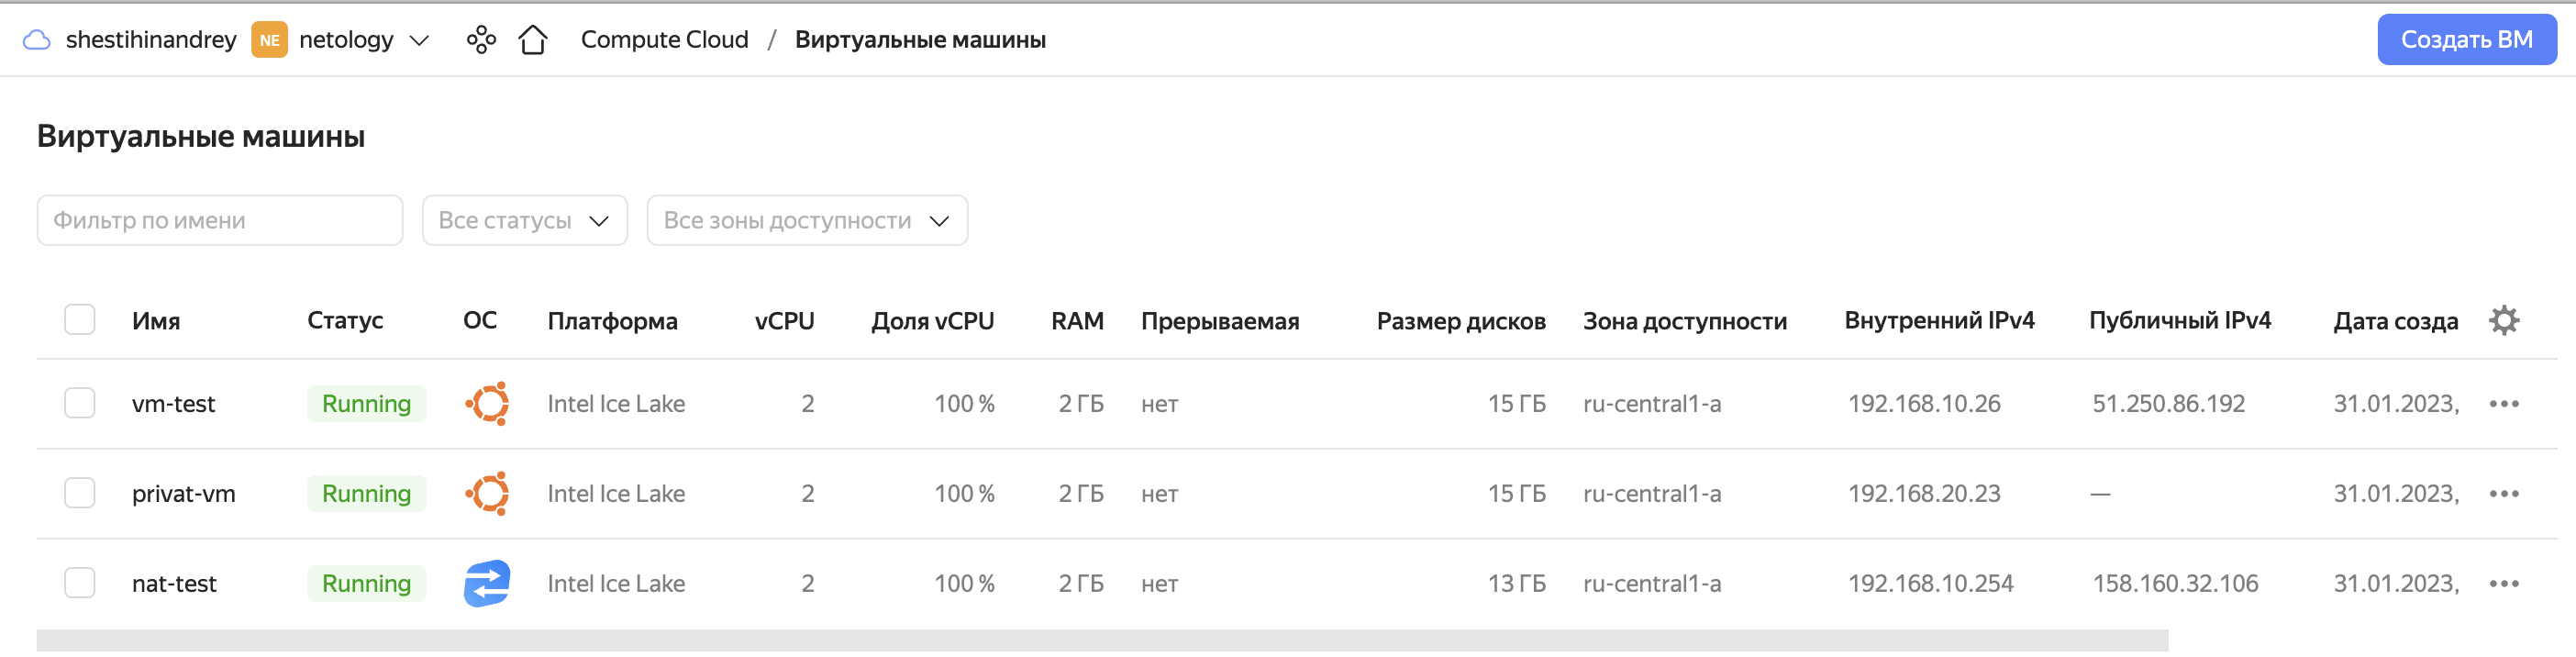 shestihinandrey NE netology Compute Cloud / Виртуальные машины Создать ВМ
Виртуальные машины
Фильтр по имени Все статусы Все зоны доступности
Имя Статус ОС Платформа vCPU Доля vCPU RAM Прерываемая Размер дисков Зона доступности Внутренний IPv4 Публичный IPv4 Дата созда
vm-test Running Intel Ice Lake 2 100 % 2 ГБ нет 15 ГБ ru-central1-a 192.168.10.26 51.250.86.192 31.01.2023,
privat-vm Running Intel Ice Lake 2 100 % 2 ГБ нет 15 ГБ ru-central1-a 192.168.20.23 — 31.01.2023,
nat-test Running Intel Ice Lake 2 100 % 2 ГБ нет 13 ГБ ru-central1-a 192.168.10.254 158.160.32.106 31.01.2023,